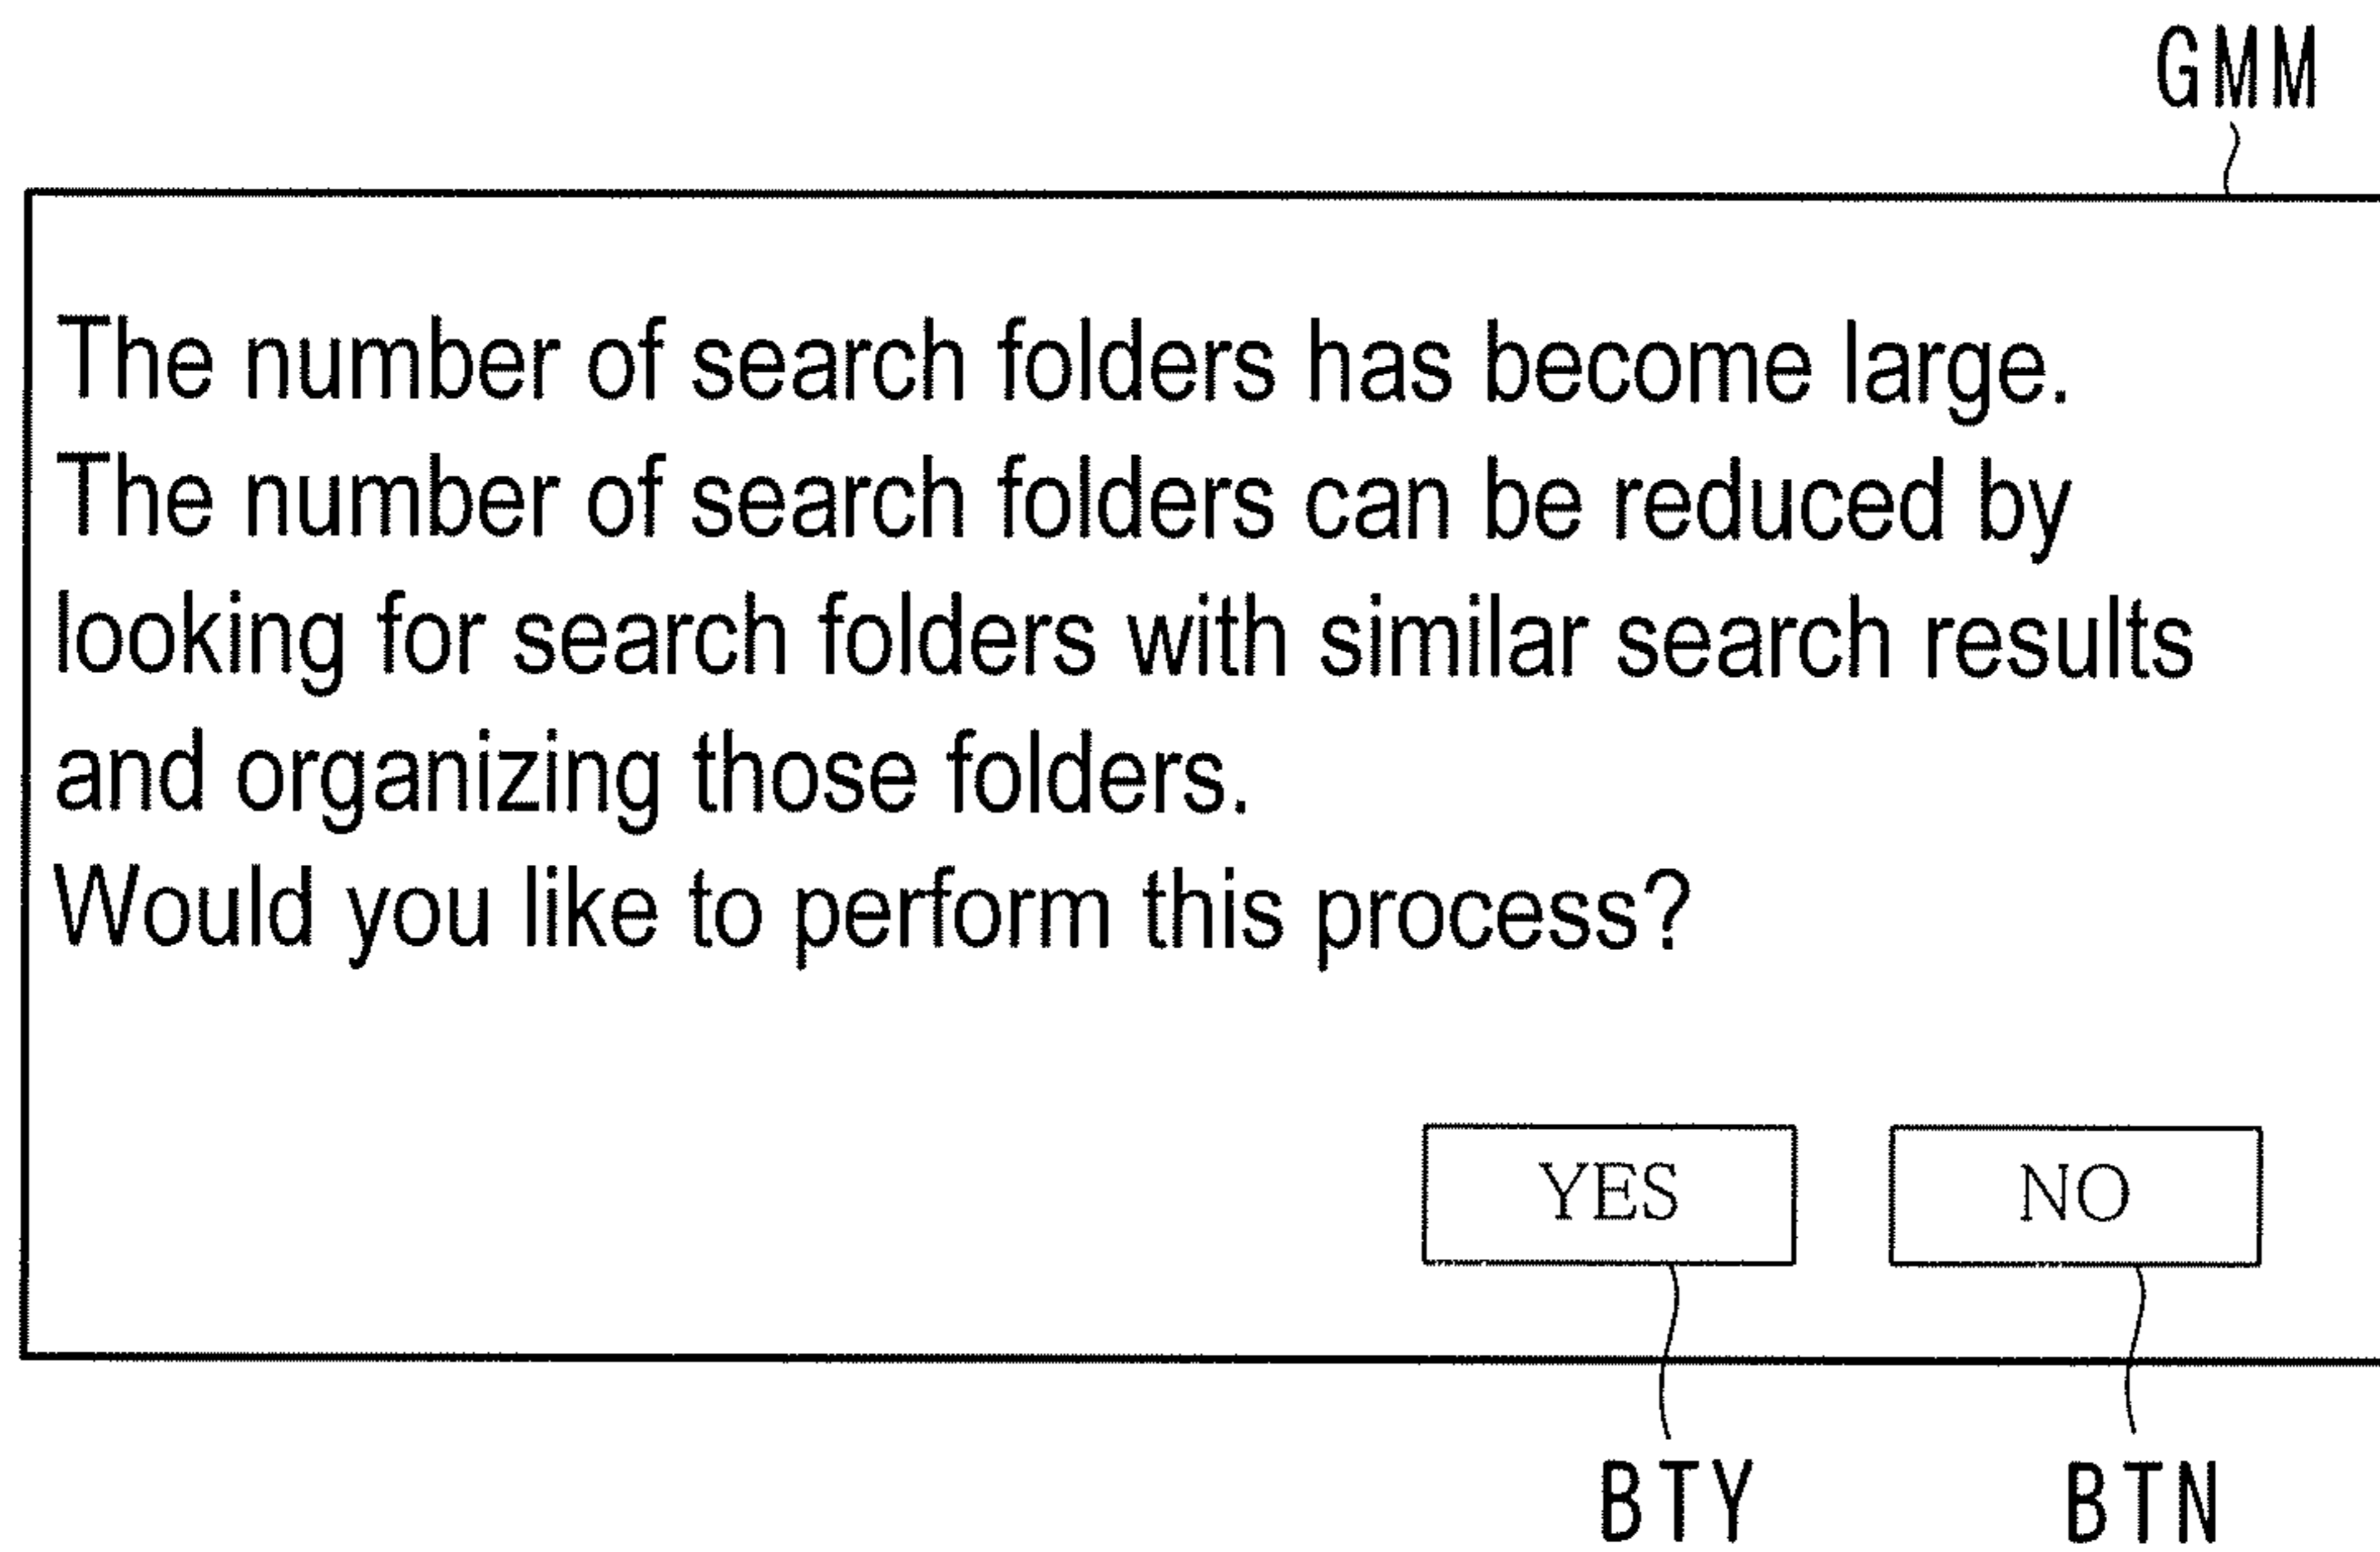 GMM
The number of search folders has become large.
The number of search folders can be reduced by
looking for search folders with similar search results
and organizing those folders.
Would you like to perform this process?
YES NO
BTY BTN